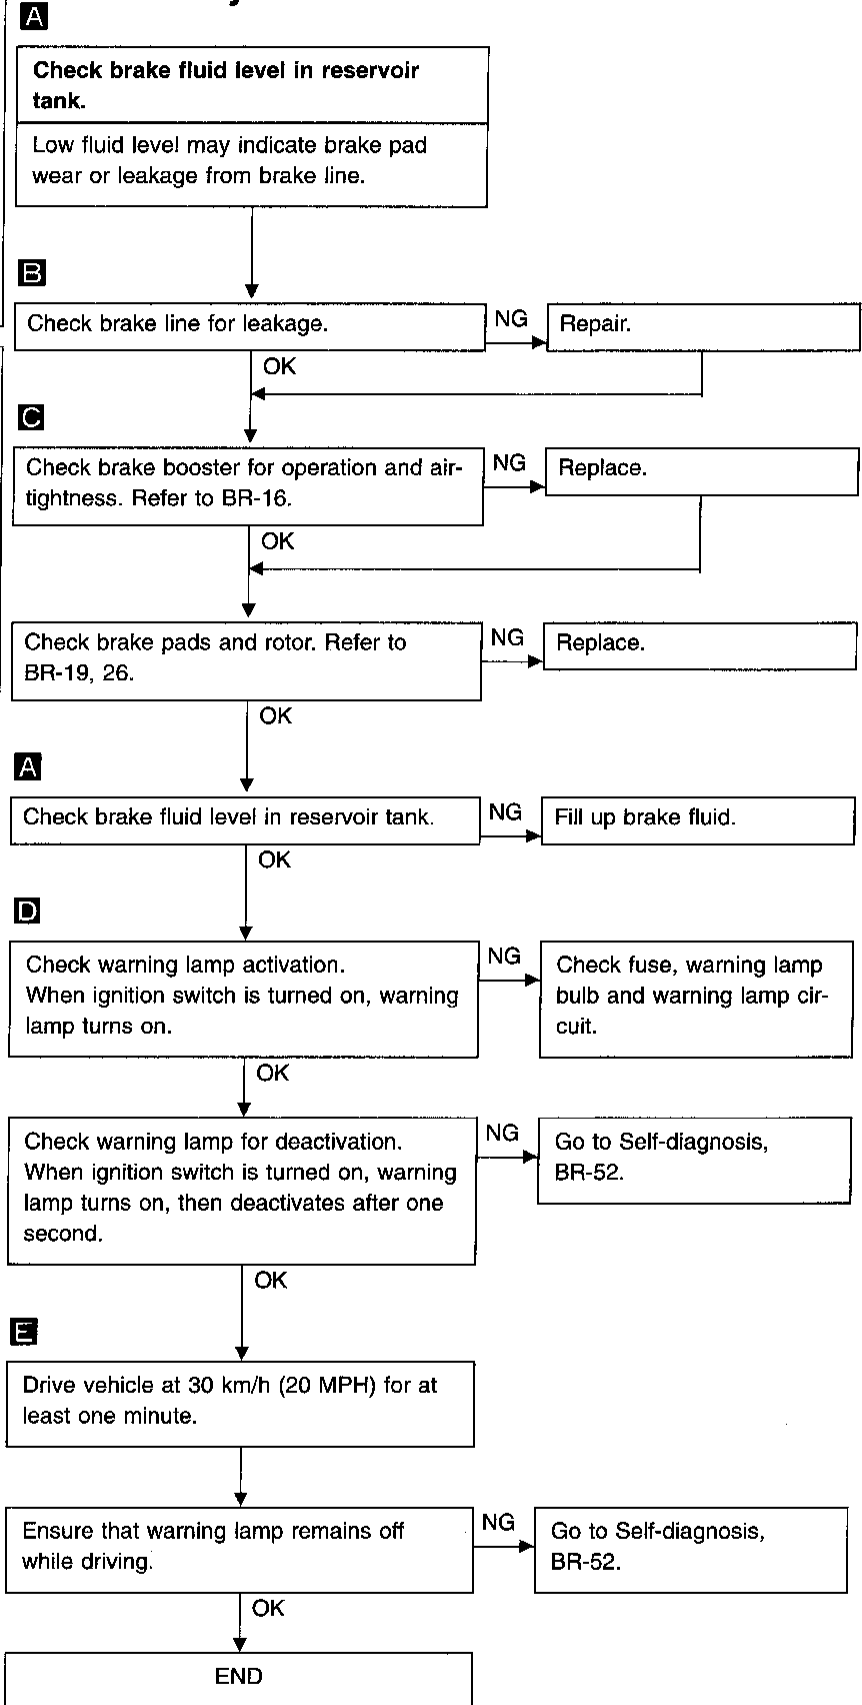 A
Check brake fluid level in reservoir
tank.
Low fluid level may indicate brake pad
wear or leakage from brake line.
B
Check brake line for leakage.
NG
Repair.
OK
C
Check brake booster for operation and air-
tightness. Refer to BR-16.
NG
Replace.
OK
Check brake pads and rotor. Refer to
BR-19, 26.
NG
Replace.
OK
A
Check brake fluid level in reservoir tank.
NG
Fill up brake fluid.
OK
D
Check warning lamp activation.
When ignition switch is turned on, warning
lamp turns on.
NG
Check fuse, warning lamp
bulb and warning lamp cir-
cuit.
OK
Check warning lamp for deactivation.
When ignition switch is turned on, warning
lamp turns on, then deactivates after one
second.
NG
Go to Self-diagnosis,
BR-52.
OK
E
Drive vehicle at 30 km/h (20 MPH) for at
least one minute.
Ensure that warning lamp remains off
while driving.
NG
Go to Self-diagnosis,
BR-52.
OK
END